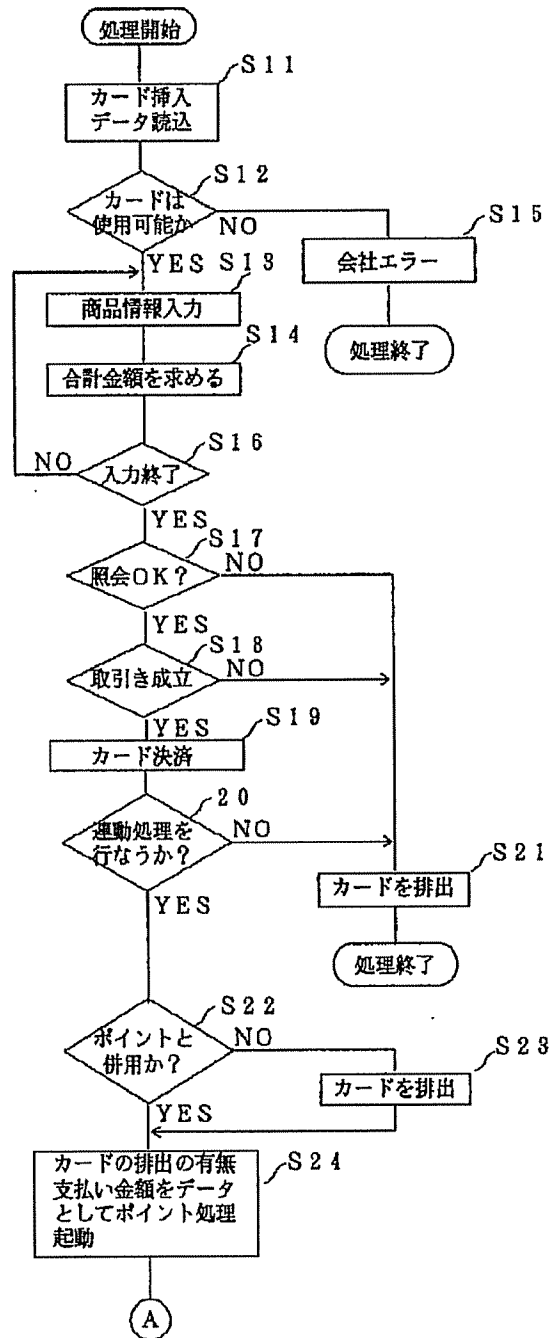 処理開始
S11
カード挿入
データ読込
S12
カードは
使用可能か
NO
S15
会社エラー
処理終了
YES
S13
商品情報入力
S14
合計金額を求める
S16
NO
入力終了
YES
S17
照会OK?
NO
YES
S18
取引き成立
NO
YES
S19
カード決済
20
連動処理を
行なうか?
NO
S21
カードを排出
処理終了
YES
S22
ポイントと
併用か?
NO
S23
カードを排出
YES
S24
カードの排出の有無
支払い金額をデータ
としてポイント処理
起動
A